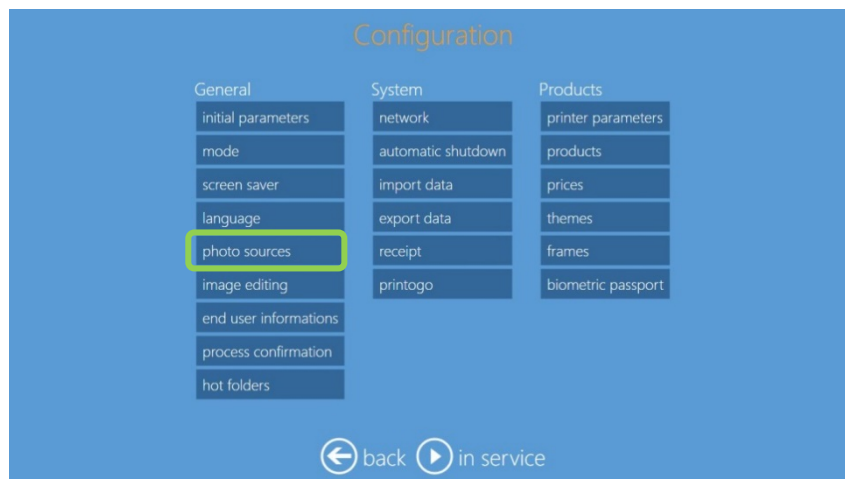 Configuration
General
initial parameters
mode
screen saver
language
photo sources
image editing
end user informations
process confirmation
hot folders
System
network
automatic shutdown
import data
export data
receipt
printogo
Products
printer parameters
products
prices
themes
frames
biometric passport
back in service